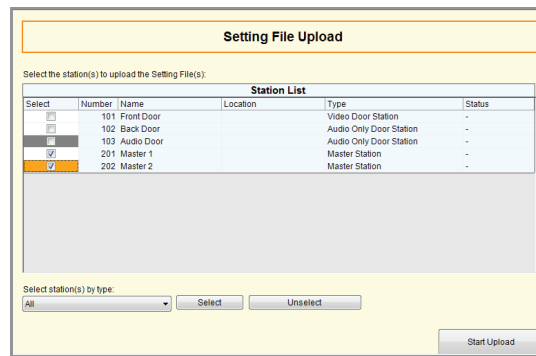 Setting File Upload
Select the station(s) to upload the Setting File(s):
Station List
Select Number Name Location Type Status
101 Front Door Video Door Station -
102 Back Door Audio Only Door Station -
103 Audio Door Audio Only Door Station -
201 Master 1 Master Station -
202 Master 2 Master Station -
Select station(s) by type:
All Select Unselect
Start Upload